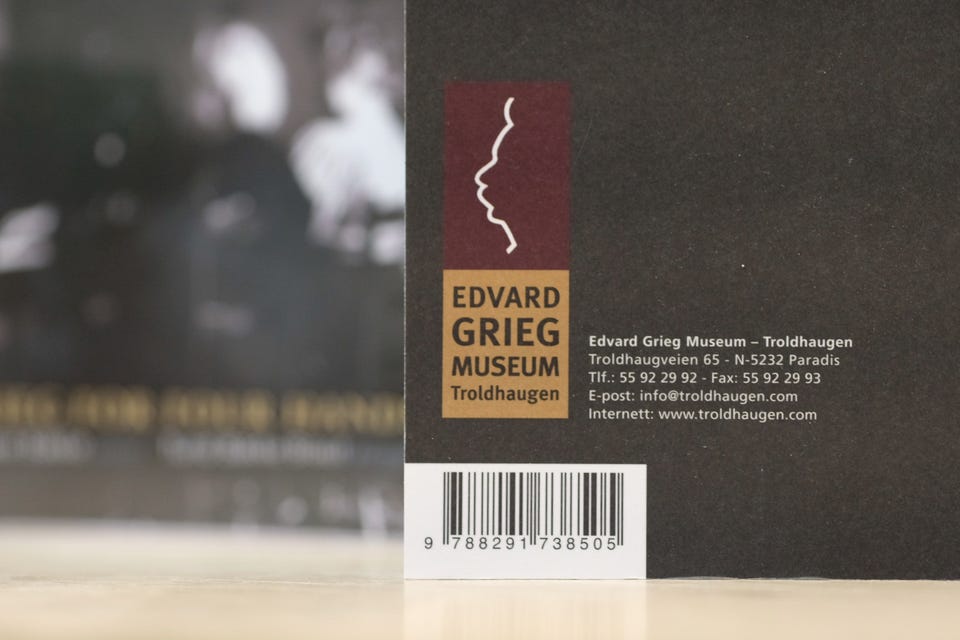 EDVARD
GRIEG
MUSEUM
Troldhaugen
Edvard Grieg Museum – Troldhaugen
Troldhaugveien 65 - N-5232 Paradis
Tlf.: 55 92 29 92 - Fax: 55 92 29 93
E-post: info@troldhaugen.com
Internett: www.troldhaugen.com
9 788291 738505